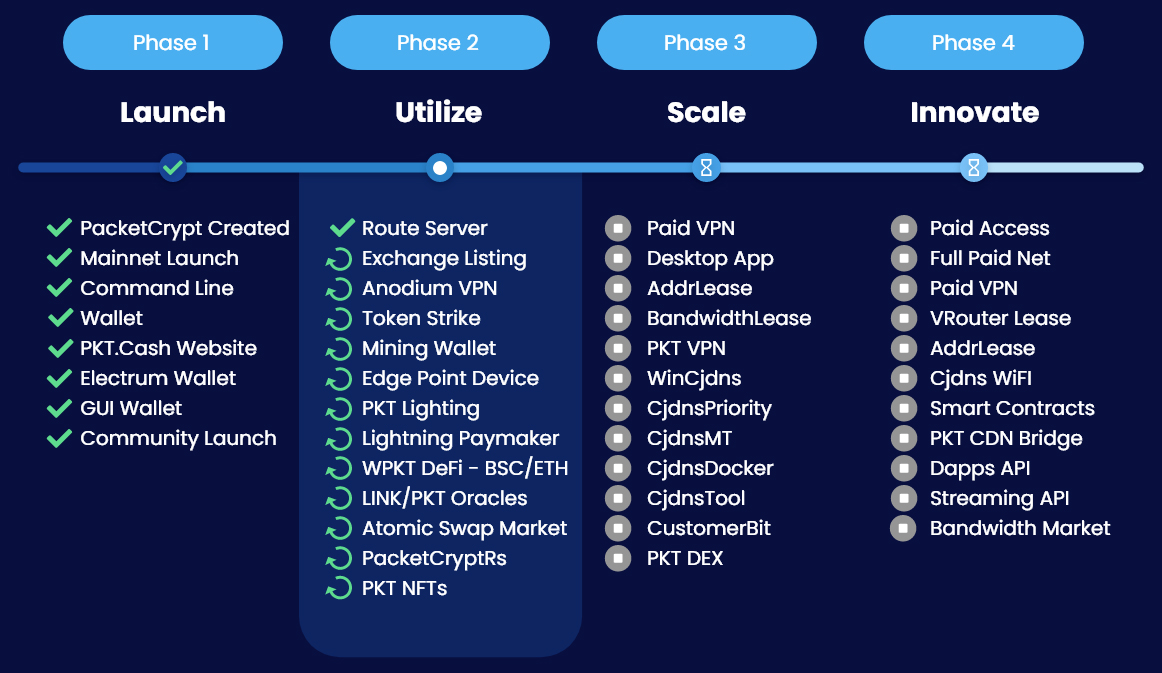 Phase 1
Phase 2
Phase 3
Phase 4
Launch
Utilize
Scale
Innovate
PacketCrypt Created
Mainnet Launch
Command Line
Wallet
PKT.Cash Website
Electrum Wallet
GUI Wallet
Community Launch
Route Server
Exchange Listing
Anodium VPN
Token Strike
Mining Wallet
Edge Point Device
PKT Lighting
Lightning Paymaker
WPKT DeFi - BSC/ETH
LINK/PKT Oracles
Atomic Swap Market
PacketCryptRs
PKT NFTs
Paid VPN
Desktop App
AddrLease
BandwidthLease
PKT VPN
WinCjdns
CjdnsPriority
CjdnsMT
CjdnsDocker
CjdnsTool
CustomerBit
PKT DEX
Paid Access
Full Paid Net
Paid VPN
VRouter Lease
AddrLease
Cjdns WiFI
Smart Contracts
PKT CDN Bridge
Dapps API
Streaming API
Bandwidth Market